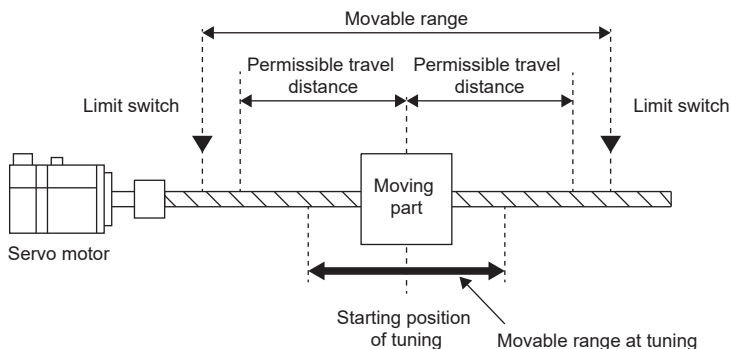 Movable range
Permissible travel
distance
Permissible travel
distance
Limit switch
Limit switch
Moving
part
Servo motor
Starting position
of tuning
Movable range at tuning